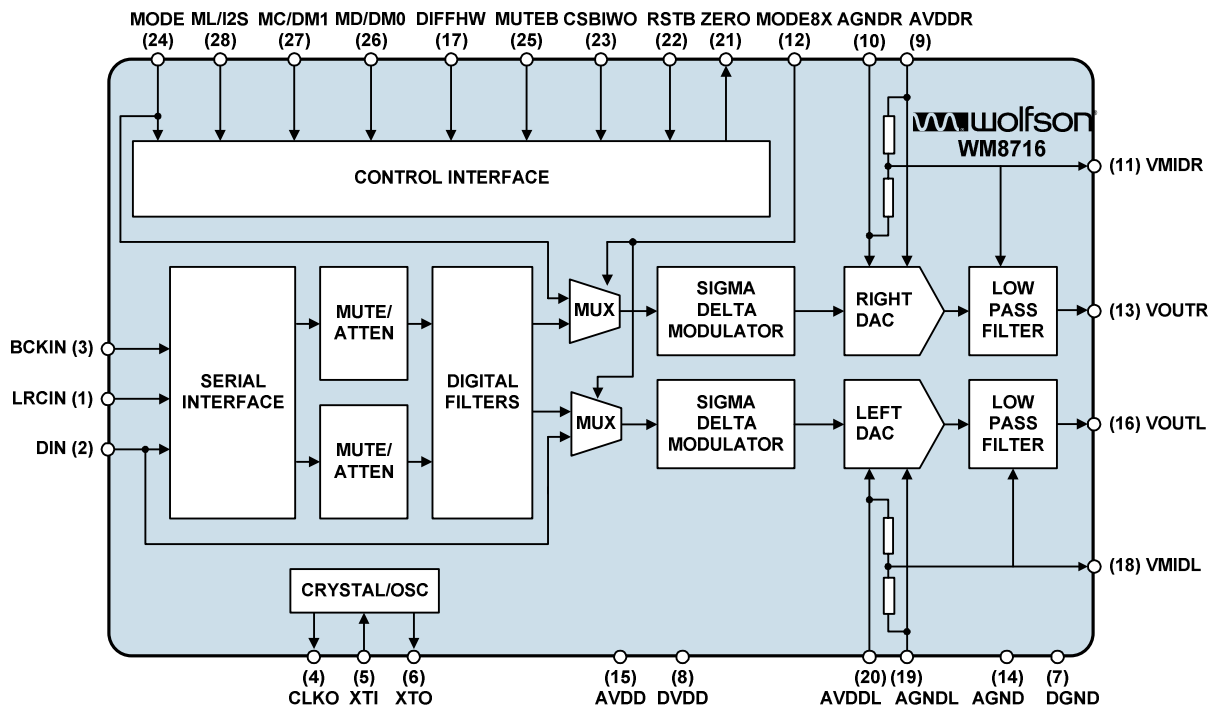 MODE ML/I2S MC/DM1 MD/DM0 DIFFHW MUTEB CSBIWO RSTB ZERO MODE8X AGNDR AVDDR
(24) (28) (27) (26) (17) (25) (23) (22) (21) (12) (10) (9)
wolfson
WM8716
CONTROL INTERFACE
(11) VMIDR
MUTE/
ATTEN
MUX
SIGMA
DELTA
MODULATOR
RIGHT
DAC
LOW
PASS
FILTER
(13) VOUTR
BCKIN (3)
LRCIN (1)
DIN (2)
SERIAL
INTERFACE
DIGITAL
FILTERS
MUTE/
ATTEN
MUX
SIGMA
DELTA
MODULATOR
LEFT
DAC
LOW
PASS
FILTER
(16) VOUTL
(18) VMIDL
CRYSTAL/OSC
(4) (5) (6) (15) (8) (20) (19) (14) (7)
CLKO XTI XTO AVDD DVDD AVDDL AGNDL AGND DGND